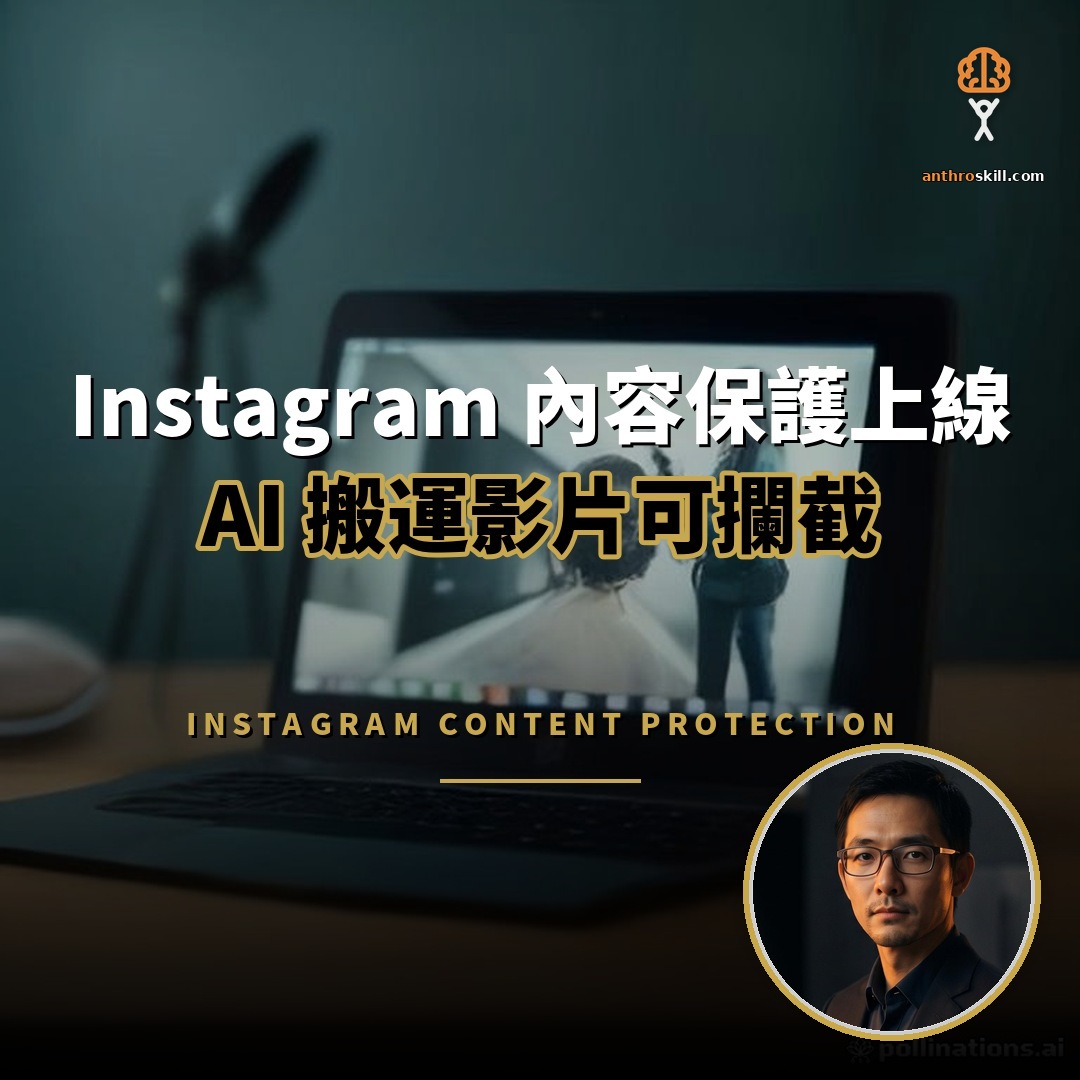 anthroskill.com
Instagram 內容保護上線
AI 搬運影片可攔截
INSTAGRAM CONTENT PROTECTION
pollinations.ai